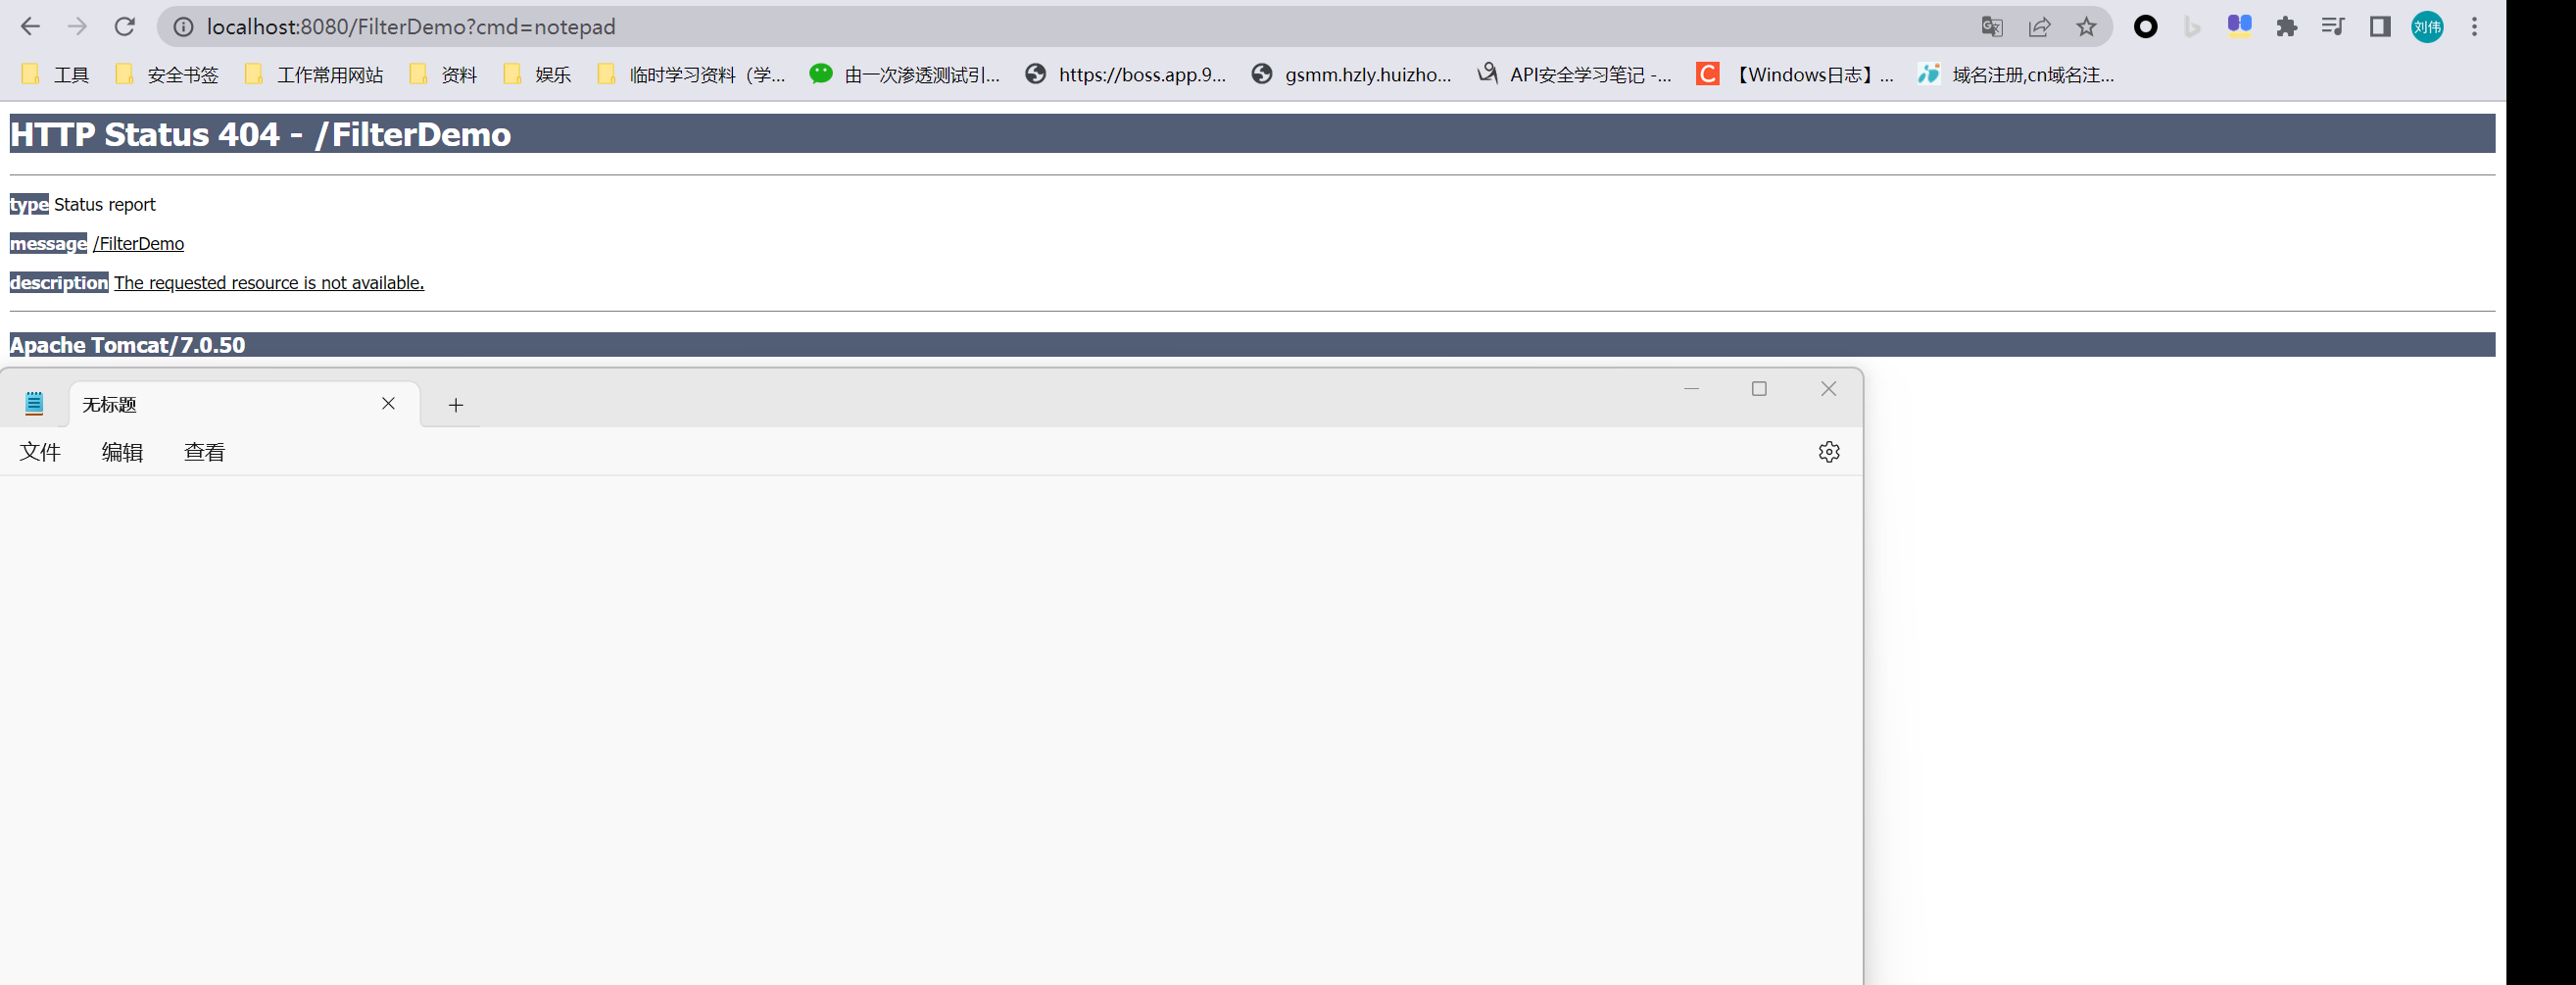 localhost:8080/FilterDemo?cmd=notepad
刘伟
工具 安全书签 工作常用网站 资料 娱乐 临时学习资料（学... 由一次渗透测试引... https://boss.app.9... gsmm.hzly.huizho... API安全学习笔记 -... 【Windows日志】... 域名注册,cn域名注...
HTTP Status 404 - /FilterDemo
type Status report
message /FilterDemo
description The requested resource is not available.
Apache Tomcat/7.0.50
无标题
文件 编辑 查看